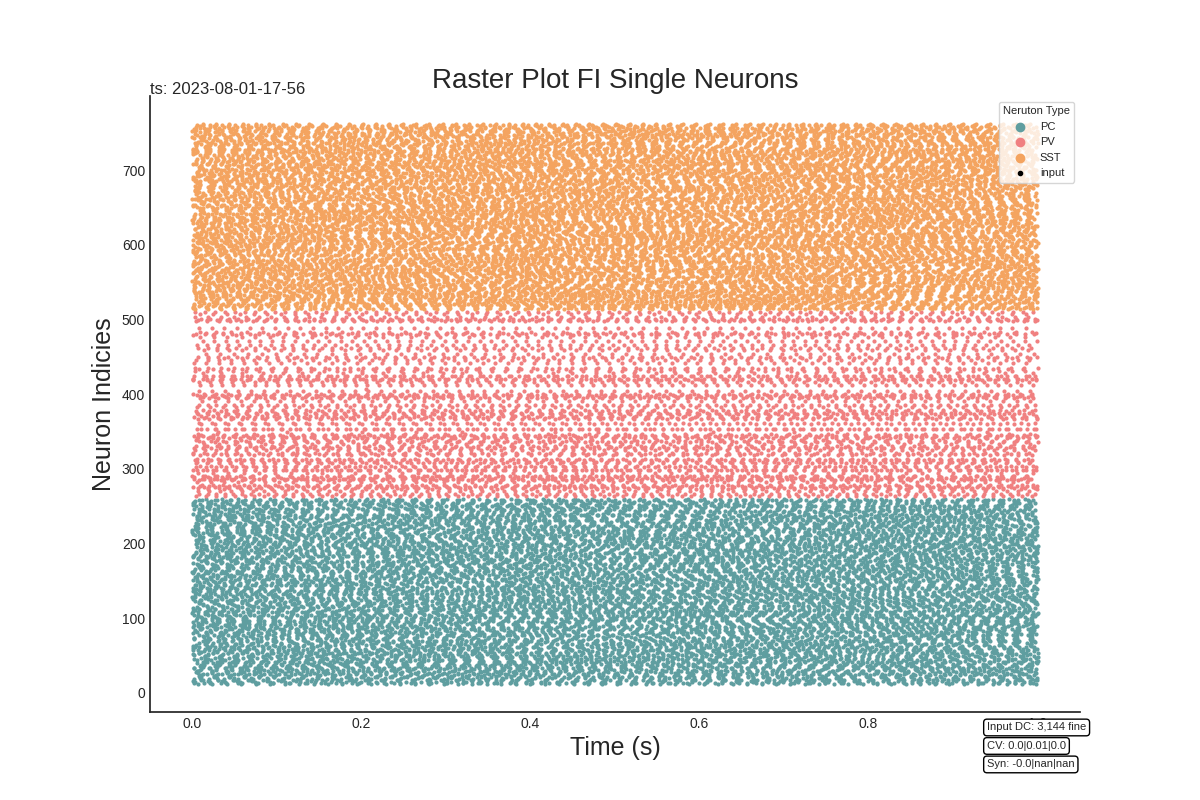 Raster Plot FI Single Neurons
ts: 2023-08-01-17-56
Neruton Type
PC
PV
SST
input
700
600
500
400
300
200
100
0
Neuron Indicies
0.0 0.2 0.4 0.6 0.8
Time (s)
Input DC: 3,144 fine
CV: 0.0|0.01|0.0
Syn: -0.0|nan|nan